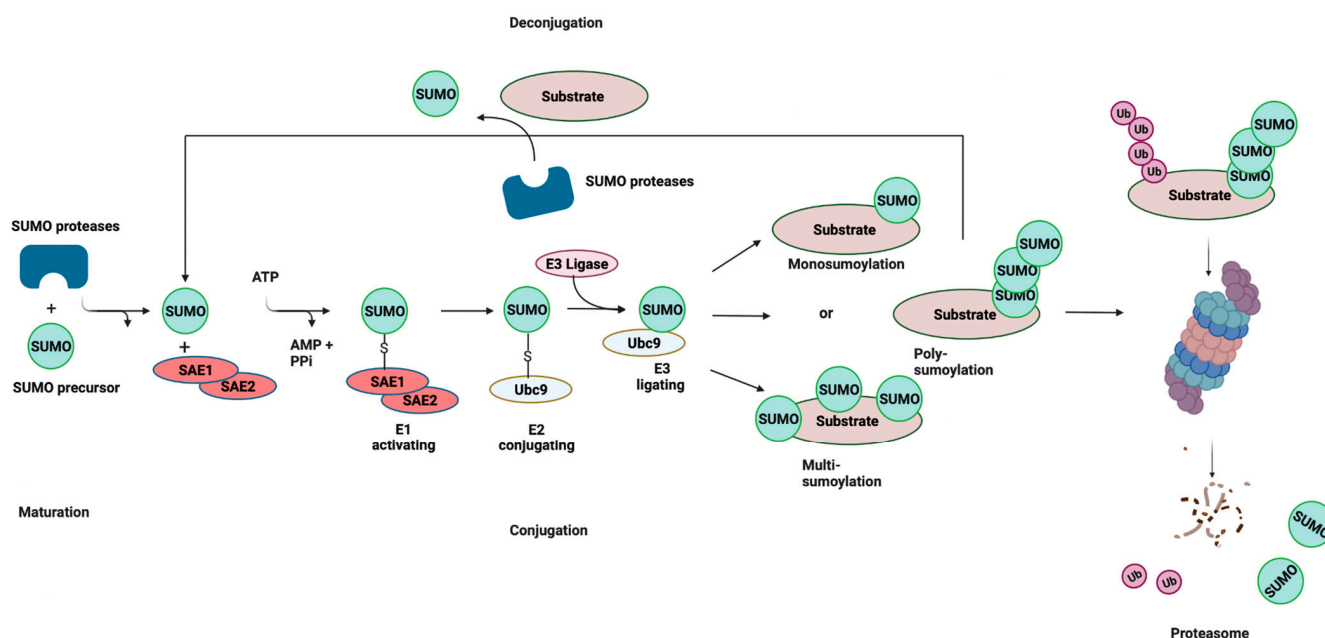 Deconjugation
SUMO
Substrate
SUMO proteases
SUMO proteases
+
SUMO
SUMO precursor
SUMO
+
SAE1
SAE2
ATP
AMP +
PPi
SUMO
S
SAE1
SAE2
E1
activating
SUMO
S
Ubc9
E2
conjugating
E3 Ligase
SUMO
Ubc9
E3
ligating
SUMO
Substrate
Monosumoylation
or
SUMO
SUMO
SUMO
Substrate
Poly-
sumoylation
SUMO
SUMO
SUMO
Substrate
Multi-
sumoylation
Ub
Ub
Ub
Ub
SUMO
SUMO
SUMO
Substrate
Maturation
Conjugation
SUMO
SUMO
Ub
Ub
Proteasome